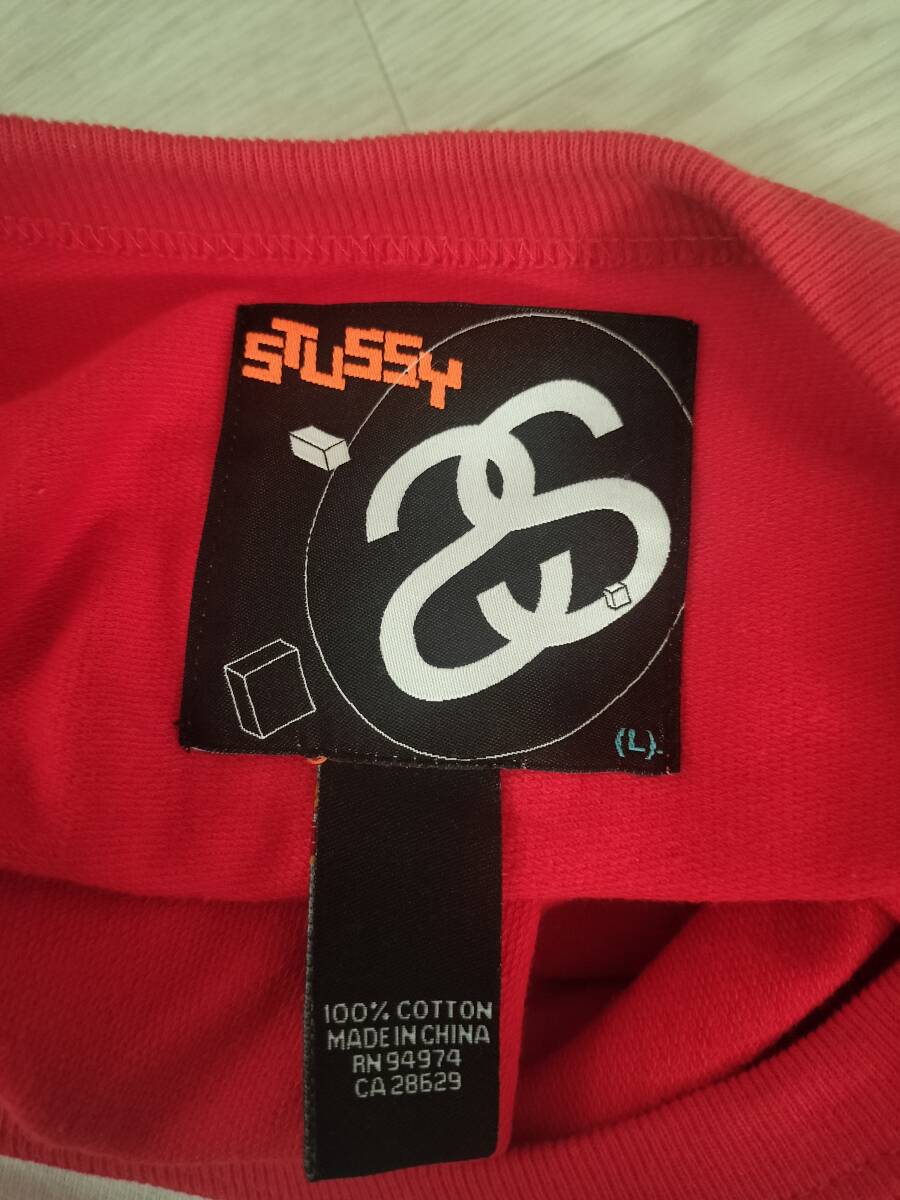 STUSSY
(L).
100% COTTON
MADE IN CHINA
RN 94974
CA 28629